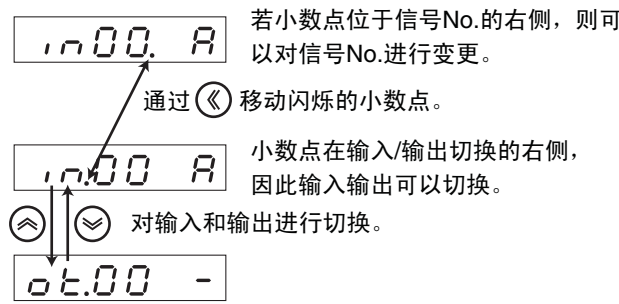 in00. A
若小数点位于信号No.的右侧，则可
以对信号No.进行变更。
通过 移动闪烁的小数点。
in.00 A
小数点在输入/输出切换的右侧，
因此输入输出可以切换。
对输入和输出进行切换。
ot.00 -